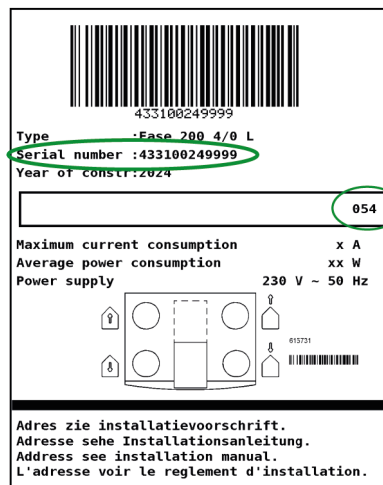 433100249999
Type :Ease 200 4/0 L
Serial number :433100249999
Year of constr:2024
054
Maximum current consumption x A
Average power consumption xx W
Power supply 230 V ~ 50 Hz
615731
Adres zie installatievoorschrift.
Adresse sehe Installationsanleitung.
Address see installation manual.
L'adresse voir le reglement d'installation.